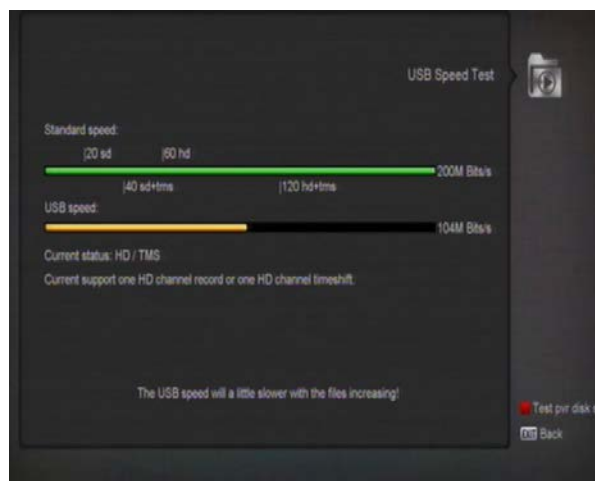 USB Speed Test
Standard speed:
|20 sd |60 hd
200M Bits/s
|40 sd+tms |120 hd+tms
USB speed:
104M Bits/s
Current status: HD / TMS
Current support one HD channel record or one HD channel timeshift.
The USB speed will a little slower with the files increasing!
Test pvr disk
EXIT Back